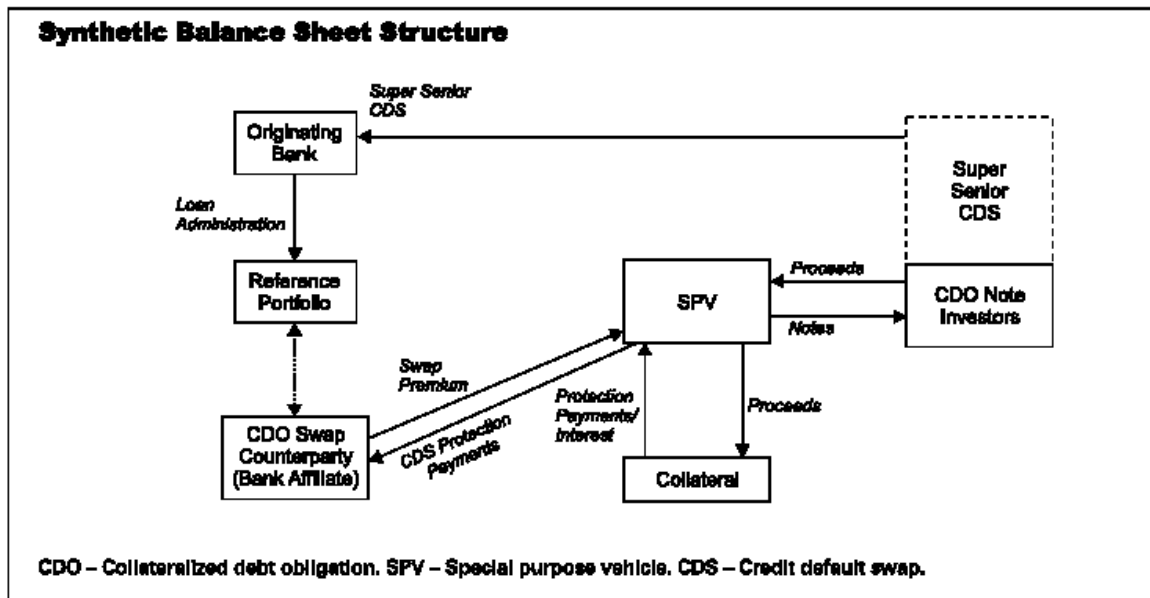 Synthetic Balance Sheet Structure
Super Senior
CDS
Originating
Bank
Super
Senior
CDS
Loan
Administration
Reference
Portfolio
SPV
Proceeds
CDO Note
Investors
Notes
Swap
Premium
Protection
Payments/
Interest
Proceeds
CDO Swap
Counterparty
(Bank Affiliate)
CDS Protection
Payments
Collateral
CDO – Collateralized debt obligation. SPV – Special purpose vehicle. CDS – Credit default swap.